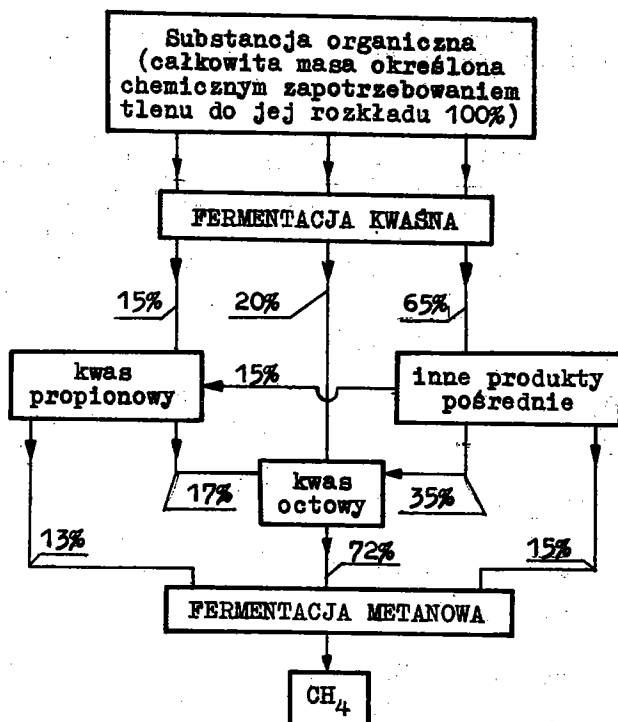 Substancja organiczna
(całkowita masa określona
chemicznym zapotrzebowaniem
tlenu do jej rozkładu 100%)
FERMENTACJA KWAŚNA
15%
20%
65%
kwas
propionowy
15%
inne produkty
pośrednie
17%
kwas
octowy
35%
13%
72%
15%
FERMENTACJA METANOWA
CH4